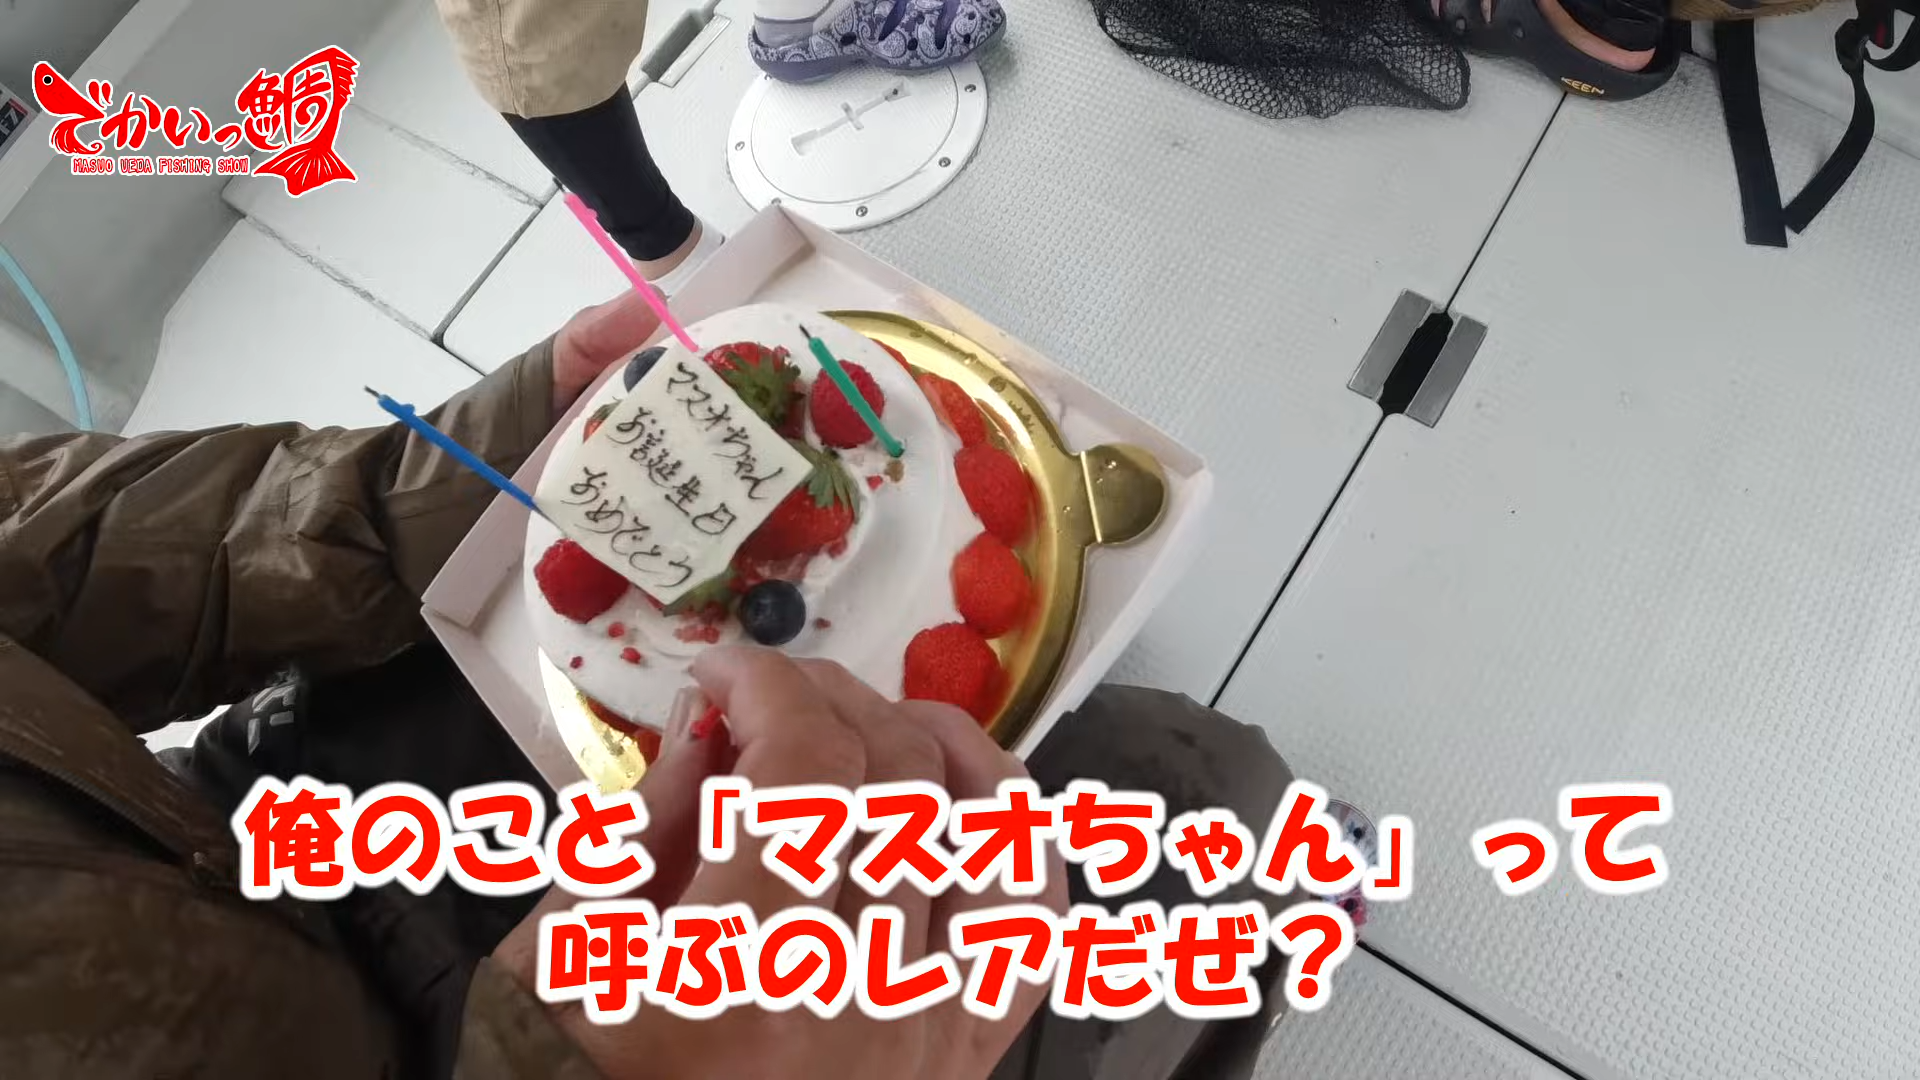 でかいっ鯛
MASUO UEDA FISHING SHOW
KEEN
マスオちゃん
お誕生日
おめでとう
俺のこと「マスオちゃん」って
呼ぶのレアだぜ？